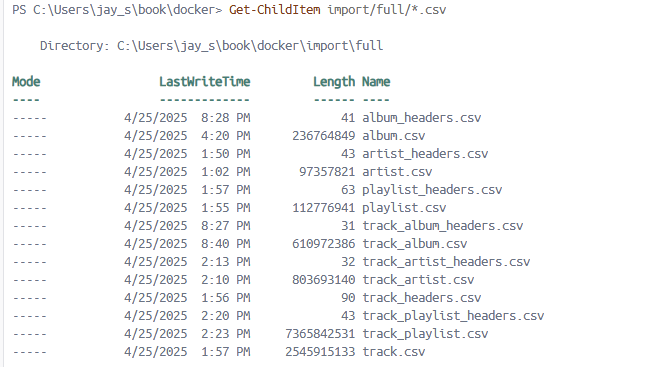 PS C:\Users\jay_s\book\docker> Get-ChildItem import/full/*.csv
Directory: C:\Users\jay_s\book\docker\import\full
Mode LastWriteTime Length Name
---- ------------- ------ ----
----- 4/25/2025 8:28 PM 41 album_headers.csv
----- 4/25/2025 4:20 PM 236764849 album.csv
----- 4/25/2025 1:50 PM 43 artist_headers.csv
----- 4/25/2025 1:02 PM 97357821 artist.csv
----- 4/25/2025 1:57 PM 63 playlist_headers.csv
----- 4/25/2025 1:55 PM 112776941 playlist.csv
----- 4/25/2025 8:27 PM 31 track_album_headers.csv
----- 4/25/2025 8:40 PM 610972386 track_album.csv
----- 4/25/2025 2:13 PM 32 track_artist_headers.csv
----- 4/25/2025 2:10 PM 803693140 track_artist.csv
----- 4/25/2025 1:56 PM 90 track_headers.csv
----- 4/25/2025 2:20 PM 43 track_playlist_headers.csv
----- 4/25/2025 2:23 PM 7365842531 track_playlist.csv
----- 4/25/2025 1:57 PM 2545915133 track.csv